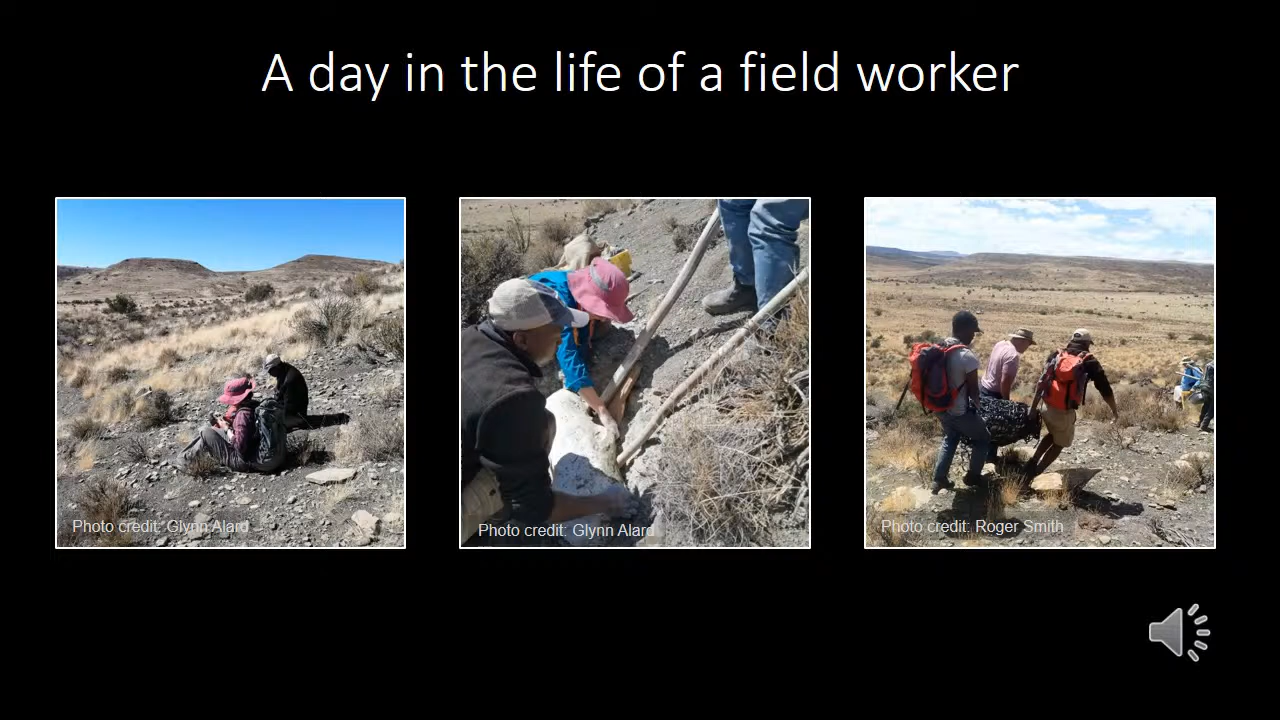 A day in the life of a field worker
Photo credit: Glynn Alard
Photo credit: Glynn Alard
Photo credit: Roger Smith